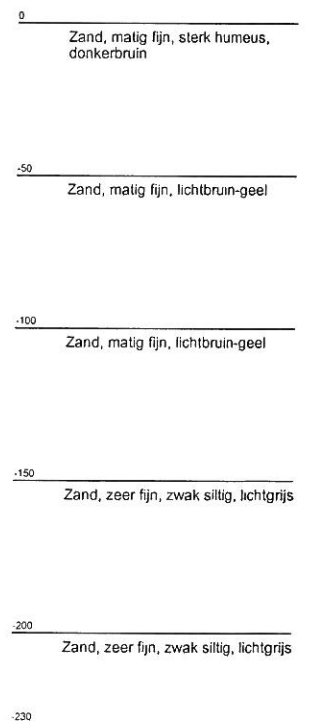 0
Zand, matig fijn, sterk humeus,
donkerbruin
-50
Zand, matig fijn, lichtbruin-geel
-100
Zand, matig fijn, lichtbruin-geel
-150
Zand, zeer fijn, zwak siltig, lichtgrijs
-200
Zand, zeer fijn, zwak siltig, lichtgrijs
-230